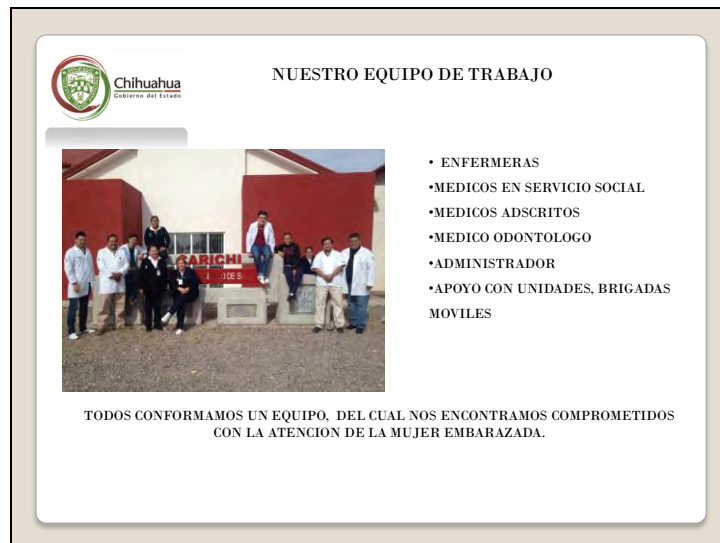 Chihuahua
Gobierno del Estado
NUESTRO EQUIPO DE TRABAJO
• ENFERMERAS
•MEDICOS EN SERVICIO SOCIAL
•MEDICOS ADSCRITOS
•MEDICO ODONTOLOGO
•ADMINISTRADOR
•APOYO CON UNIDADES, BRIGADAS
MOVILES
CARICHI
TODOS CONFORMAMOS UN EQUIPO, DEL CUAL NOS ENCONTRAMOS COMPROMETIDOS
CON LA ATENCION DE LA MUJER EMBARAZADA.